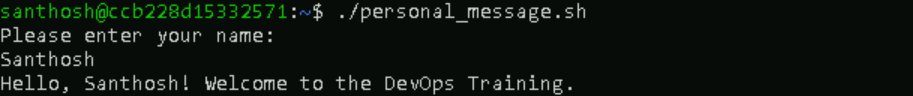 santhosh@ccb228d15332571:~$ ./personal_message.sh
Please enter your name:
Santhosh
Hello, Santhosh! Welcome to the DevOps Training.